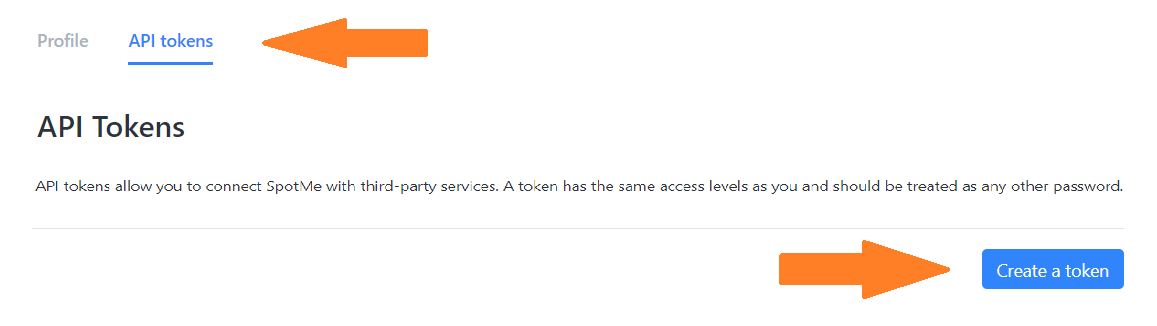 Profile API tokens
API Tokens
API tokens allow you to connect SpotMe with third-party services. A token has the same access levels as you and should be treated as any other password.
Create a token